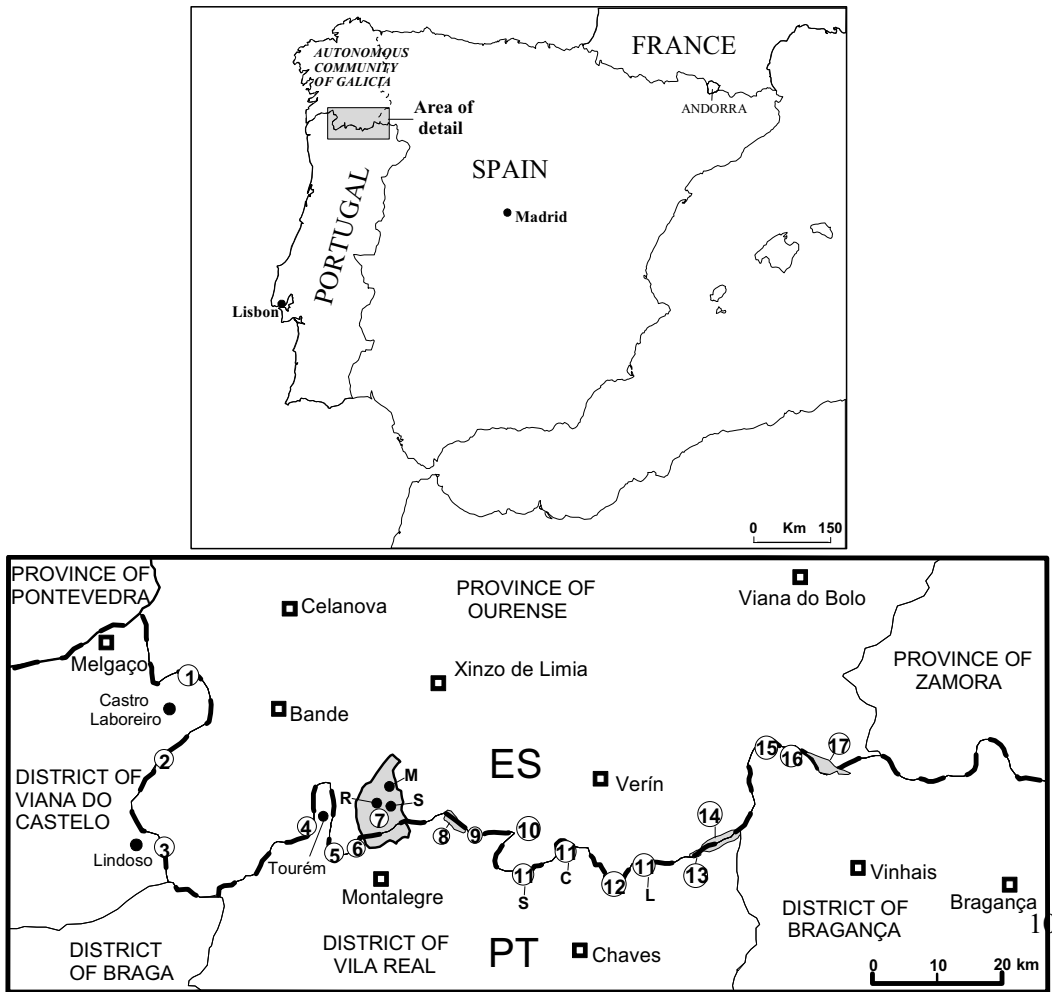 AUTONOMOUS
COMMUNITY
OF GALICIA
FRANCE
ANDORRA
Area of
detail
SPAIN
Madrid
PORTUGAL
Lisbon
0 Km 150
PROVINCE OF
PONTEVEDRA
Celanova
PROVINCE OF
OURENSE
Viana do Bolo
Melgaço
Xinzo de Limia
PROVINCE OF
ZAMORA
1
Castro
Laboreiro
Bande
2
15
16
17
ES
DISTRICT OF
VIANA DO
CASTELO
M
R
S
7
Verín
4
8
9
10
14
3
Lindoso
Tourém
5
6
11
C
11
S
12
11
L
13
Montalegre
Vinhais
Bragança
DISTRICT OF
BRAGANÇA
10
DISTRICT
OF BRAGA
DISTRICT OF
VILA REAL
PT
Chaves
0 10 20 km